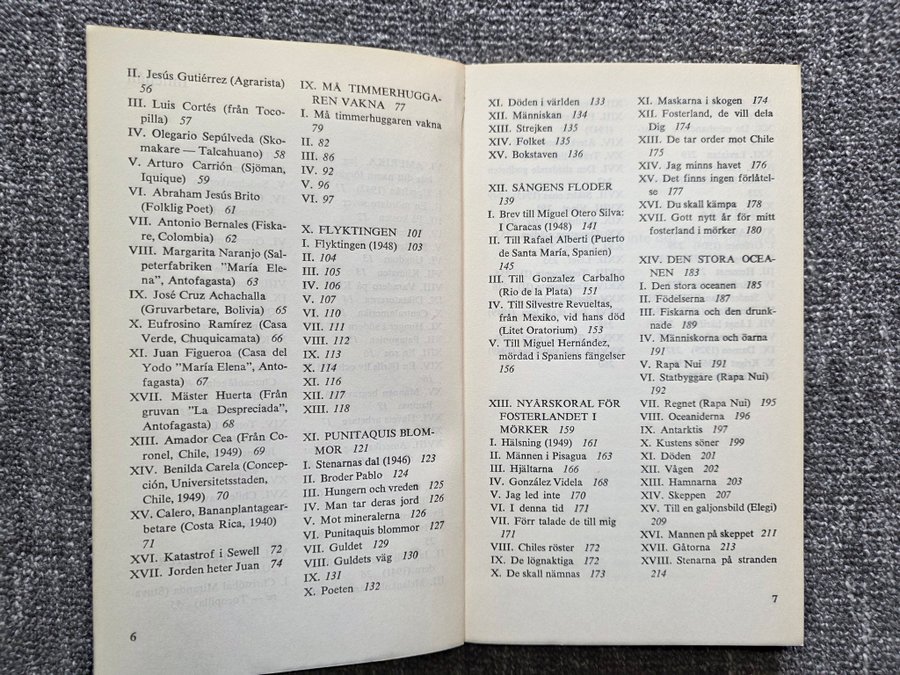 II. Jesús Gutiérrez (Agrarista)
56
III. Luis Cortés (från Toco-
pilla) 57
IV. Olegario Sepúlveda (Sko-
makare — Talcahuano) 58
V. Arturo Carrión (Sjöman,
Iquique) 59
VI. Abraham Jesús Brito
(Folklig Poet) 61
VII. Antonio Bernales (Fiska-
re, Colombia) 62
VIII. Margarita Naranjo (Sal-
peterfabriken "María Ele-
na", Antofagasta) 63
IX. José Cruz Achachalla
(Gruvarbetare, Bolivia) 65
X. Eufrosino Ramírez (Casa
Verde, Chuquicamata) 66
XI. Juan Figueroa (Casa del
Yodo "María Elena", Anto-
fagasta) 67
XVII. Mäster Huerta (Från
gruvan "La Despreciada",
Antofagasta) 68
XIII. Amador Cea (Från Co-
ronel, Chile, 1949) 69
XIV. Benilda Carela (Concep-
ción, Universitetsstaden,
Chile, 1949) 70
XV. Calero, Bananplantagear-
betare (Costa Rica, 1940)
71
XVI. Katastrof i Sewell 72
XVII. Jorden heter Juan 74
IX. MÅ TIMMERHUGGA-
REN VAKNA 77
I. Må timmerhuggaren vakna
79
II. 82
III. 86
IV. 92
V. 96
VI. 97
X. FLYKTINGEN 101
I. Flyktingen (1948) 103
II. 104
III. 105
IV. 106
V. 107
VI. 110
VII. 111
VIII. 112
IX. 113
X. 114
XI. 116
XII. 117
XIII. 118
XI. PUNITAQUIS BLOM-
MOR 121
I. Stenarnas dal (1946) 123
II. Broder Pablo 124
III. Hungern och vreden 125
IV. Man tar deras jord 126
V. Mot mineralerna 126
VI. Punitaquis blommor 127
VII. Guldet 129
VIII. Guldets väg 130
IX. 131
X. Poeten 132
6
XI. Döden i världen 133
XII. Människan 134
XIII. Strejken 134
XIV. Folket 135
XV. Bokstaven 136
XII. SÅNGENS FLODER
139
I. Brev till Miguel Otero Silva:
I Caracas (1948) 141
II. Till Rafael Alberti (Puerto
de Santa María, Spanien)
145
III. Till Gonzalez Carbalho
(Rio de la Plata) 151
IV. Till Silvestre Revueltas,
från Mexiko, vid hans död
(Litet Oratorium) 153
V. Till Miguel Hernández,
mördad i Spaniens fängelser
156
XIII. NYÅRSKORAL FÖR
FOSTERLANDET I
MÖRKER 159
I. Hälsning (1949) 161
II. Männen i Pisagua 163
III. Hjältarna 166
IV. González Videla 168
V. Jag led inte 170
VI. I denna tid 171
VII. Förr talade de till mig
171
VIII. Chiles röster 172
IX. De lögnaktiga 172
X. De skall nämnas 173
XI. Maskarna i skogen 174
XII. Fosterland, de vill dela
Dig 174
XIII. De tar order mot Chile
175
XIV. Jag minns havet 176
XV. Det finns ingen förlåtel-
se 177
XVI. Du skall kämpa 178
XVII. Gott nytt år för mitt
fosterland i mörker 180
XIV. DEN STORA OCEA-
NEN 183
I. Den stora oceanen 185
II. Födelserna 187
III. Fiskarna och den drunk-
nade 189
IV. Människorna och öarna
191
V. Rapa Nui 191
VI. Statbyggare (Rapa Nui)
192
VII. Regnet (Rapa Nui) 195
VIII. Oceaniderna 196
IX. Antarktis 197
X. Kustens söner 199
XI. Döden 201
XII. Vågen 201
XIII. Hamnarna 203
XIV. Skeppen 207
XV. Till en galjonsbild (Elegi)
209
XVI. Mannen på skeppet 211
XVII. Gåtorna 213
XVIII. Stenarna på stranden
214
7